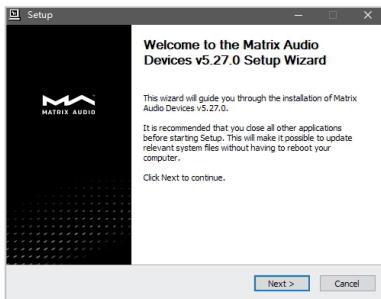 Setup
MATRIX AUDIO
Welcome to the Matrix Audio
Devices v5.27.0 Setup Wizard
This wizard will guide you through the installation of Matrix
Audio Devices v5.27.0.
It is recommended that you close all other applications
before starting Setup. This will make it possible to update
relevant system files without having to reboot your
computer.
Click Next to continue.
Next >
Cancel